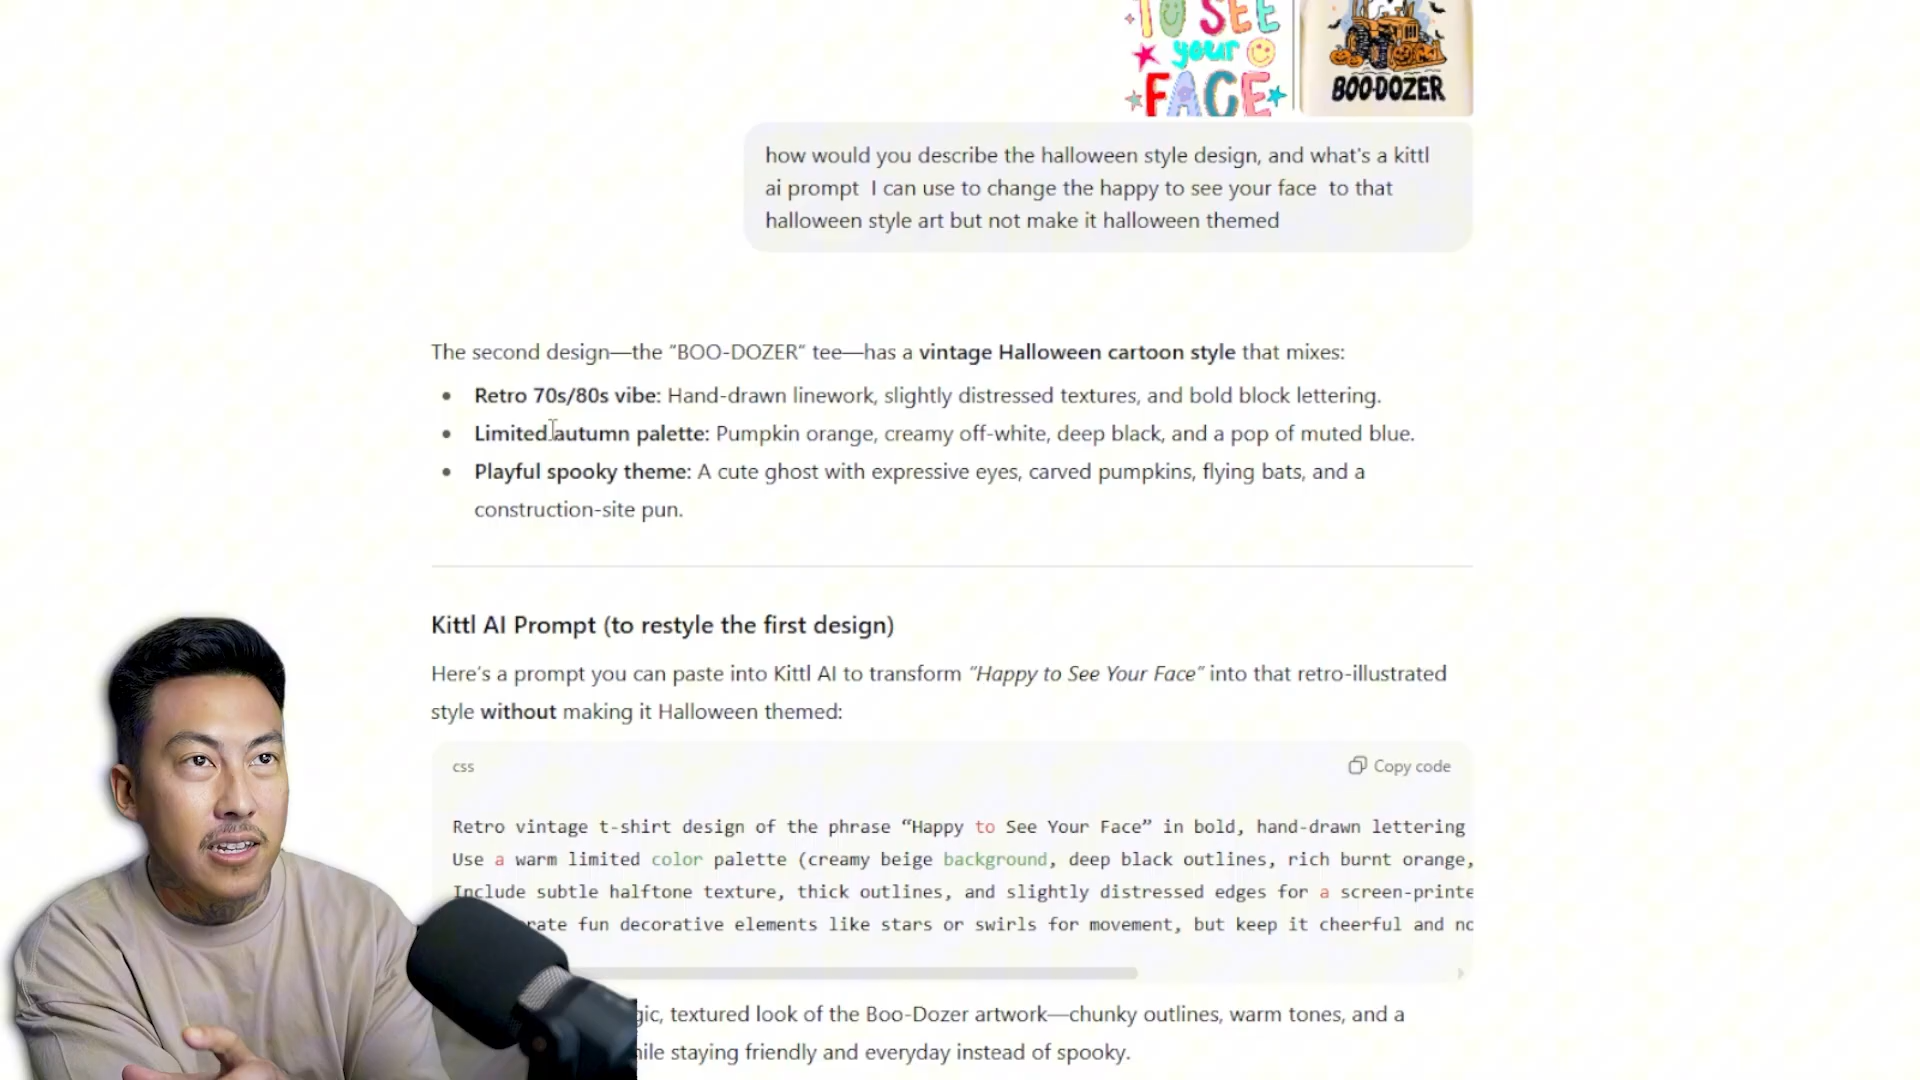 TO SEE
your
FACE
BOO-DOZER
how would you describe the halloween style design, and what's a kittl
ai prompt  I can use to change the happy to see your face  to that
halloween style art but not make it halloween themed
The second design—the “BOO-DOZER” tee—has a vintage Halloween cartoon style that mixes:
• Retro 70s/80s vibe: Hand-drawn linework, slightly distressed textures, and bold block lettering.
• Limited autumn palette: Pumpkin orange, creamy off-white, deep black, and a pop of muted blue.
• Playful spooky theme: A cute ghost with expressive eyes, carved pumpkins, flying bats, and a
construction-site pun.
Kittl AI Prompt (to restyle the first design)
Here's a prompt you can paste into Kittl AI to transform “Happy to See Your Face” into that retro-illustrated
style without making it Halloween themed:
css
Copy code
Retro vintage t-shirt design of the phrase “Happy to See Your Face” in bold, hand-drawn lettering
Use a warm limited color palette (creamy beige background, deep black outlines, rich burnt orange,
Include subtle halftone texture, thick outlines, and slightly distressed edges for a screen-printe
rate fun decorative elements like stars or swirls for movement, but keep it cheerful and no
gic, textured look of the Boo-Dozer artwork—chunky outlines, warm tones, and a
ile staying friendly and everyday instead of spooky.